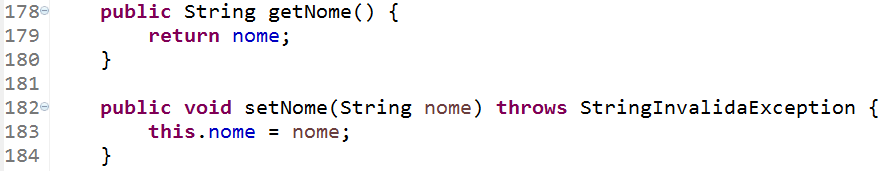 178 public String getNome() {
179 return nome;
180 }
181
182 public void setNome(String nome) throws StringInvalidaException {
183 this.nome = nome;
184 }